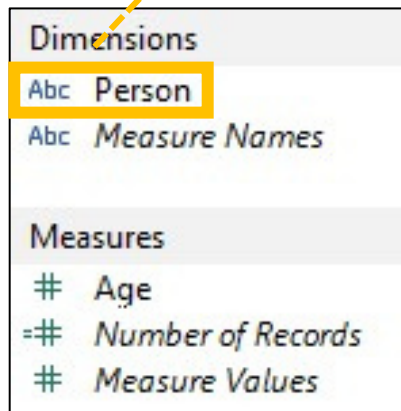 Dimensions
Abc Person
Abc Measure Names
Measures
# Age
=# Number of Records
# Measure Values